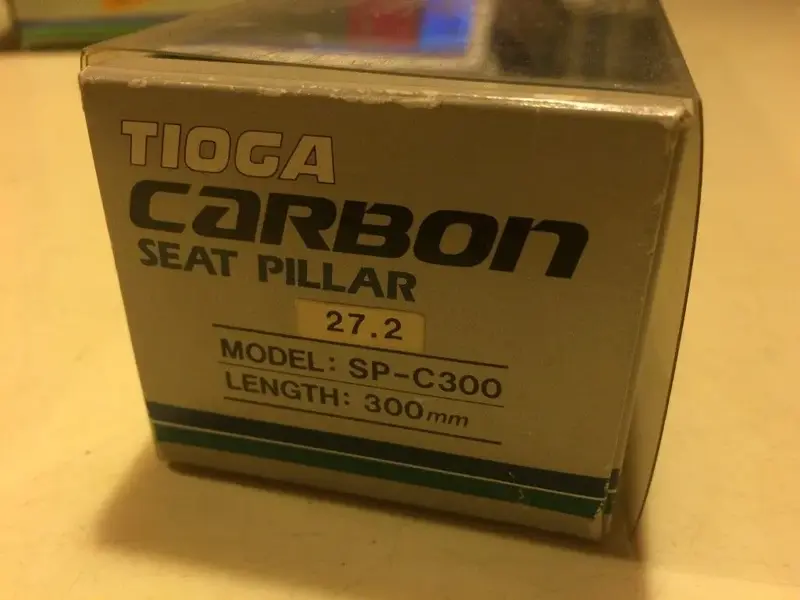 TIOGA
CARBON
SEAT PILLAR
27.2
MODEL: SP-C300
LENGTH: 300mm